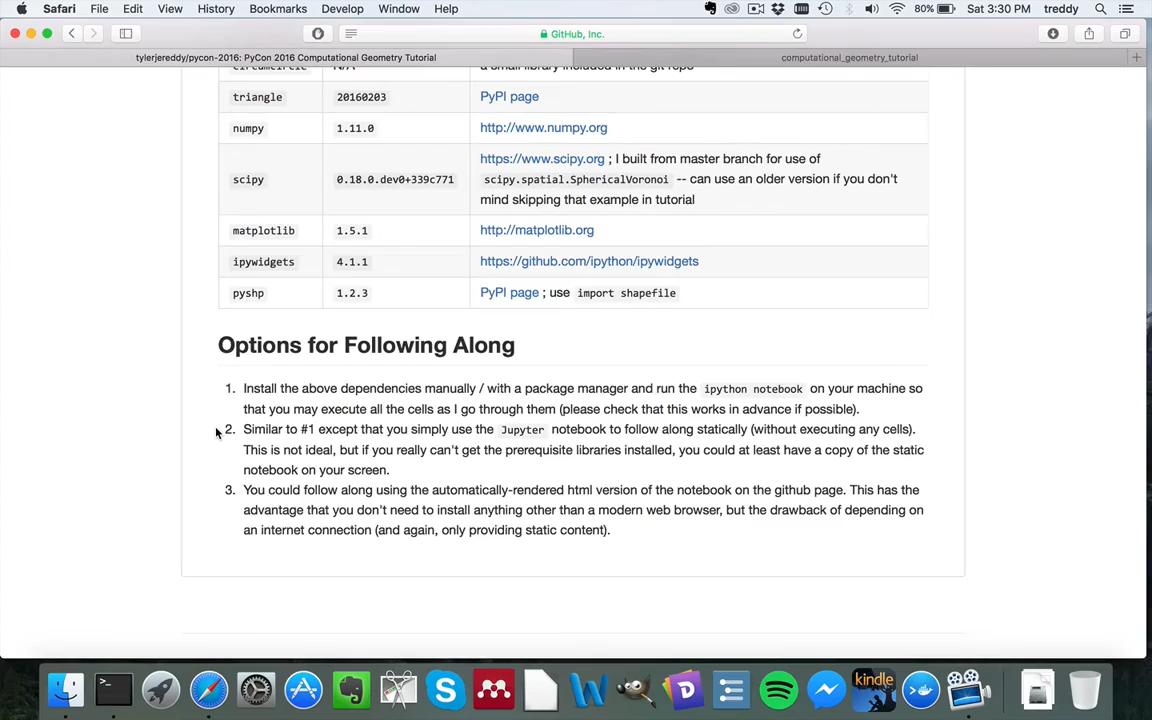 Safari File Edit View History Bookmarks Develop Window Help 80% Sat 3:30 PM treddy
GitHub, Inc.
tylerjreddy/pycon-2016: PyCon 2016 Computational Geometry Tutorial computational_geometry_tutorial
circumcircle N/A a small library included in the git repo
triangle 20160203 PyPI page
numpy 1.11.0 http://www.numpy.org
https://www.scipy.org ; I built from master branch for use of
scipy 0.18.0.dev0+339c771 scipy.spatial.SphericalVoronoi -- can use an older version if you don't
mind skipping that example in tutorial
matplotlib 1.5.1 http://matplotlib.org
ipywidgets 4.1.1 https://github.com/ipython/ipywidgets
pyshp 1.2.3 PyPI page ; use import shapefile
Options for Following Along
1. Install the above dependencies manually / with a package manager and run the ipython notebook on your machine so
that you may execute all the cells as I go through them (please check that this works in advance if possible).
2. Similar to #1 except that you simply use the Jupyter notebook to follow along statically (without executing any cells).
This is not ideal, but if you really can't get the prerequisite libraries installed, you could at least have a copy of the static
notebook on your screen.
3. You could follow along using the automatically-rendered html version of the notebook on the github page. This has the
advantage that you don't need to install anything other than a modern web browser, but the drawback of depending on
an internet connection (and again, only providing static content).
kindle